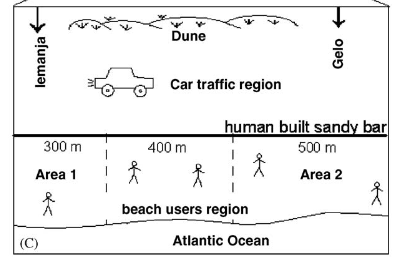 Iemanja
Dune
Gelo
Car traffic region
human built sandy bar
300 m
400 m
500 m
Area 1
Area 2
beach users region
(C)
Atlantic Ocean